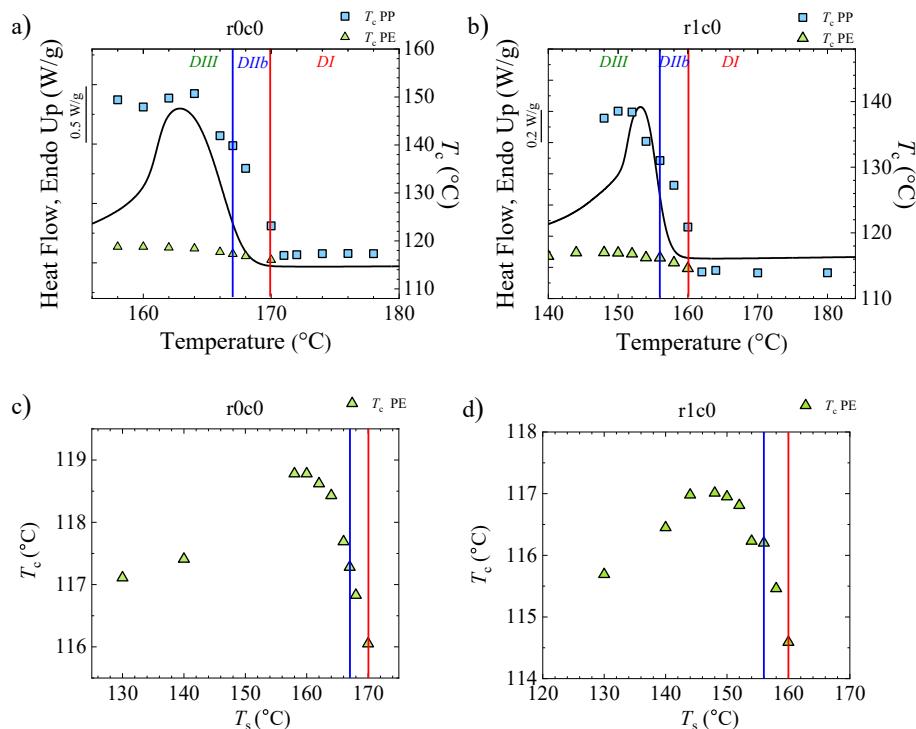 a)
r0c0
Tc PP
Tc PE
DIII
DIIb
DI
Heat Flow, Endo Up (W/g)
0.5 W/g
160
150
140
130
120
110
Tc (°C)
160
170
180
Temperature (°C)
b)
r1c0
Tc PP
Tc PE
DIII
DIIb
DI
Heat Flow, Endo Up (W/g)
0.2 W/g
140
130
120
110
Tc (°C)
140
150
160
170
180
Temperature (°C)
c)
r0c0
Tc PE
119
118
117
116
Tc (°C)
130
140
150
160
170
Ts (°C)
d)
r1c0
Tc PE
118
117
116
115
114
Tc (°C)
120
130
140
150
160
170
Ts (°C)